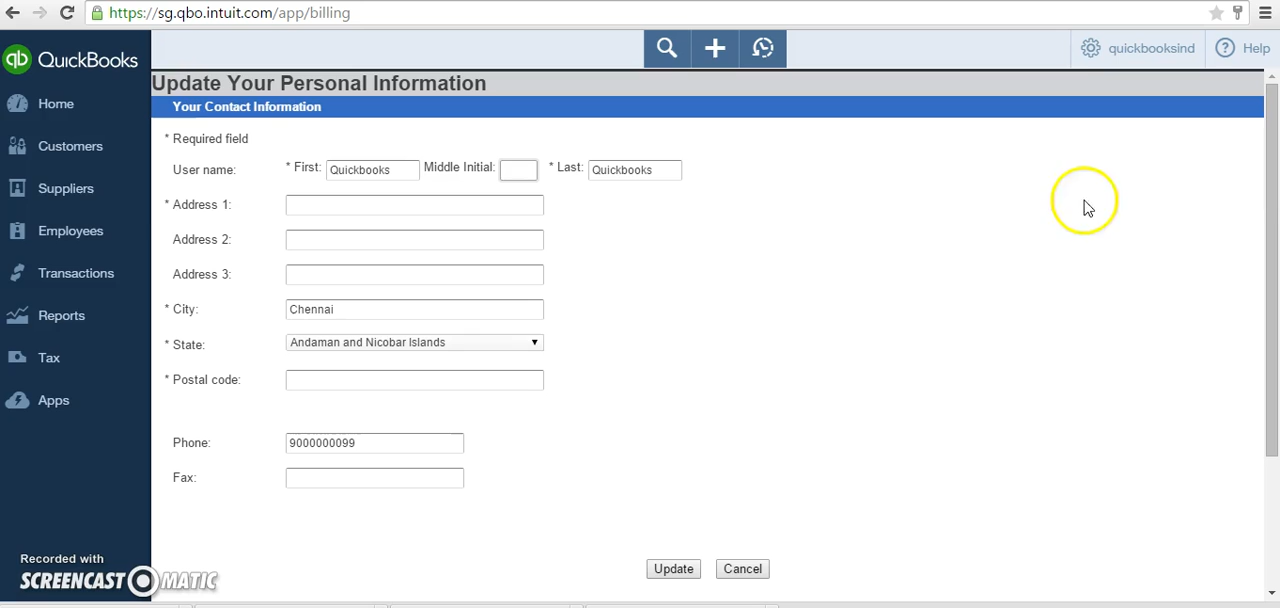 https://sg.qbo.intuit.com/app/billing
qb QuickBooks
quickbooksind
Help
Home
Customers
Suppliers
Employees
Transactions
Reports
Tax
Apps
Update Your Personal Information
Your Contact Information
* Required field
User name: * First: Quickbooks Middle Initial: * Last: Quickbooks
* Address 1:
Address 2:
Address 3:
* City: Chennai
* State: Andaman and Nicobar Islands
* Postal code:
Phone: 9000000099
Fax:
Update Cancel
Recorded with
SCREENCAST MATIC